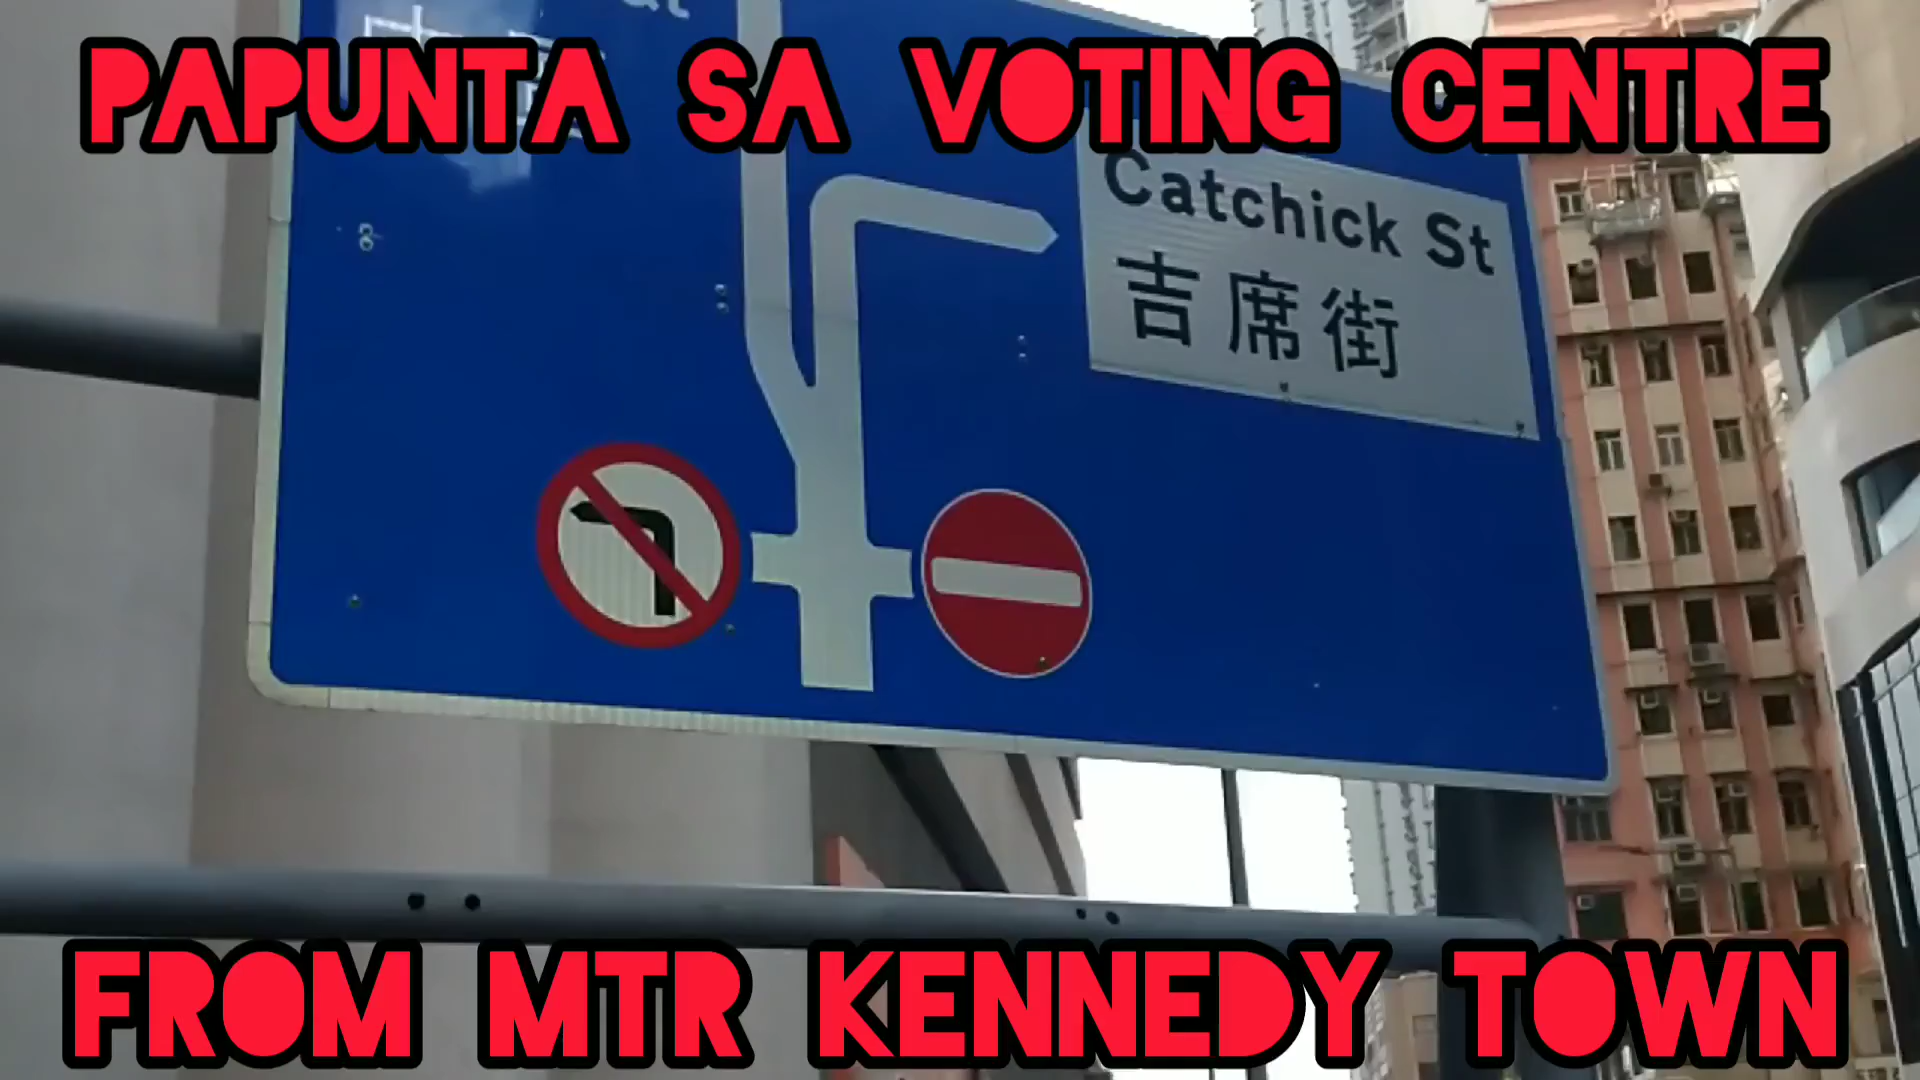 PAPUNTA SA VOTING CENTRE
Catchick St
吉席街
FROM MTR KENNEDY TOWN